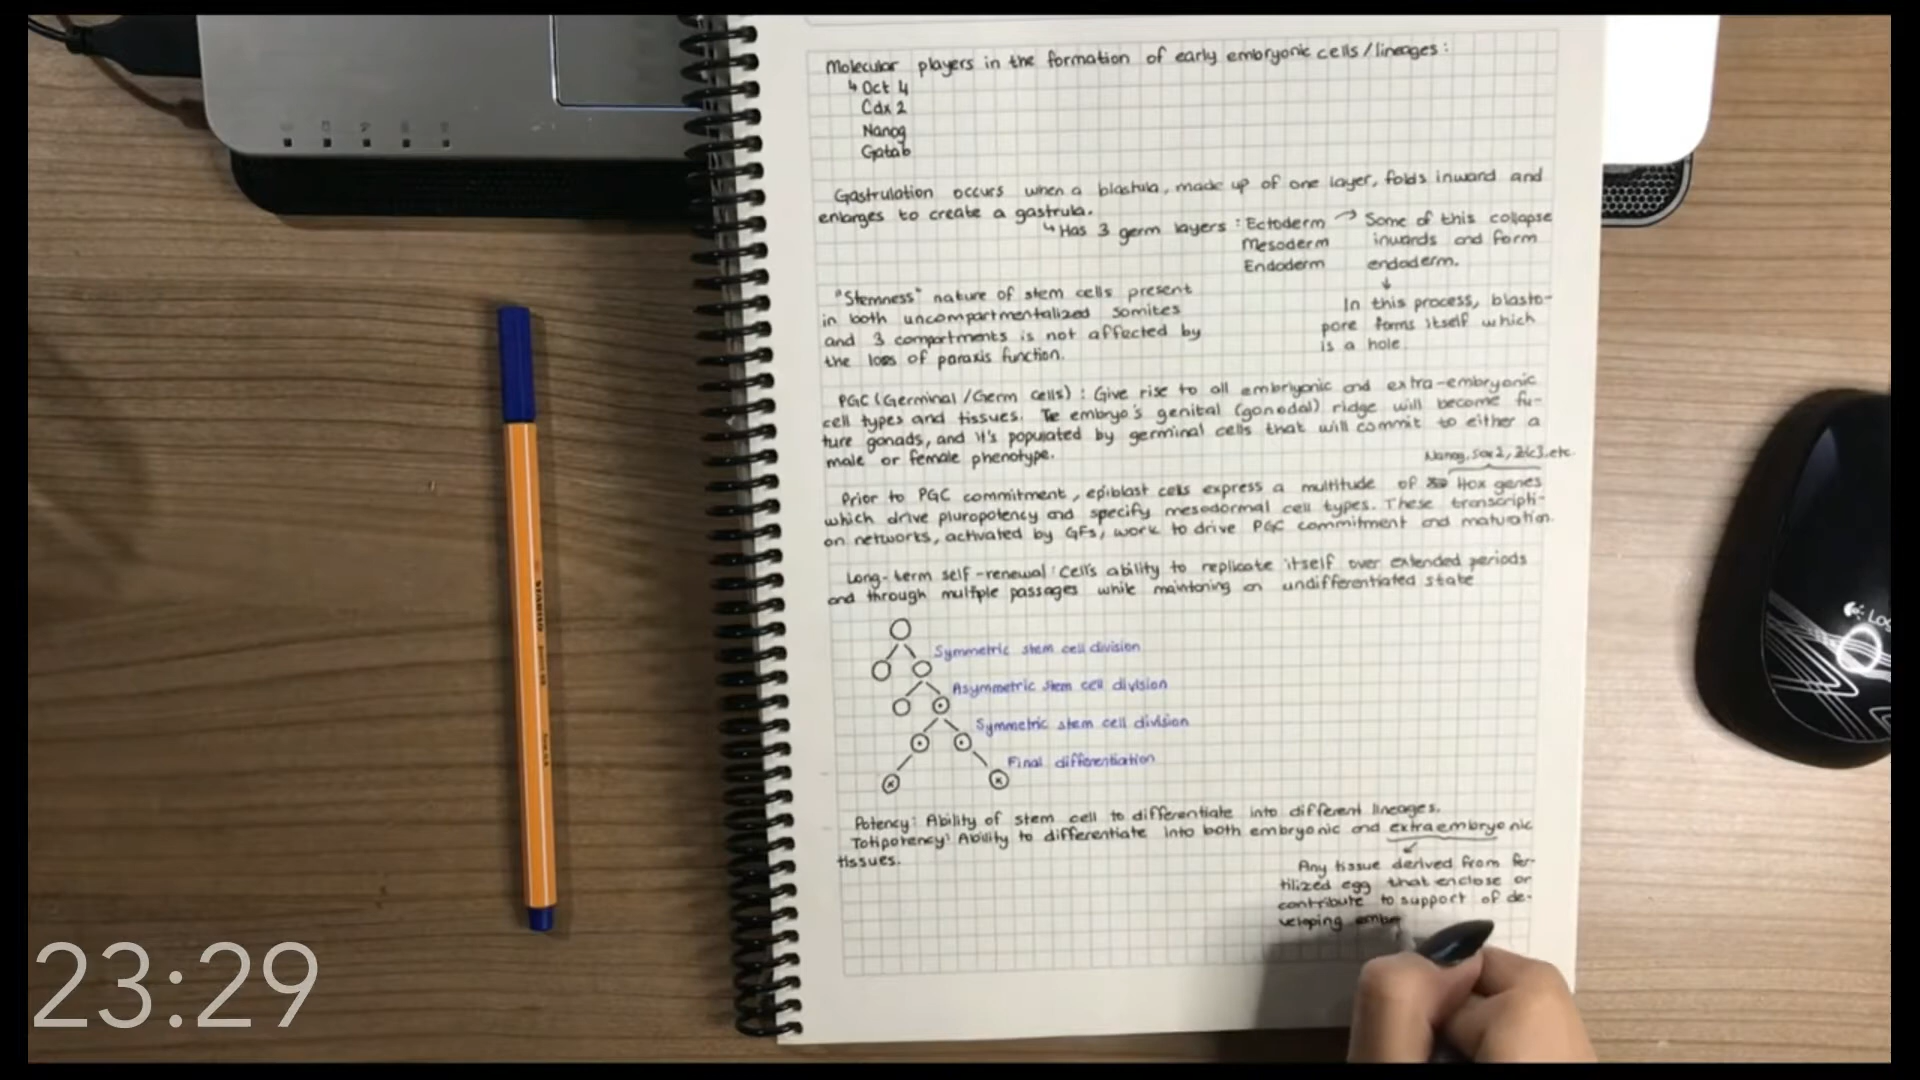 Molecular players in the formation of early embryonic cells/lineages:
↳ Oct 4
Cdx 2
Nanog
Gata6
Gastrulation occurs when a blastula, made up of one layer, folds inward and
enlarges to create a gastrula.
↳ Has 3 germ layers : Ectoderm → Some of this collapse
Mesoderm inwards and form
Endoderm endoderm.
↓
In this process, blasto-
pore forms itself which
is a hole.
"Stemness" nature of stem cells present
in both uncompartmentalized somites
and 3 compartments is not affected by
the loss of paraxis function.
PGC (Germinal/Germ cells) : Give rise to all embriyonic and extra-embryonic
cell types and tissues. Te embryo's genital (gonodal) ridge will become fu-
ture gonads, and it's populated by germinal cells that will commit to either a
male or female phenotype.
Nanog, Sox2, Zic3, etc.
Prior to PGC commitment, epiblast cells express a multitude of Hox genes
which drive pluropotency and specify mesodormal cell types. These transcripti-
on networks, activated by GFs, work to drive PGC commitment and maturation.
Long-term self-renewal : Cell's ability to replicate itself over extended periods
and through multiple passages while maintaning an undifferentiated state
Symmetric stem cell division
Asymmetric stem cell division
Symmetric stem cell division
Final differentiation
Potency: Ability of stem cell to differentiate into different lineages.
Totipotency: Ability to differentiate into both embryonic and extraembryonic
tissues.
Any tissue derived from fer-
tilized egg that enclose or
contribute to support of de-
veloping embr
STABILO
23:29